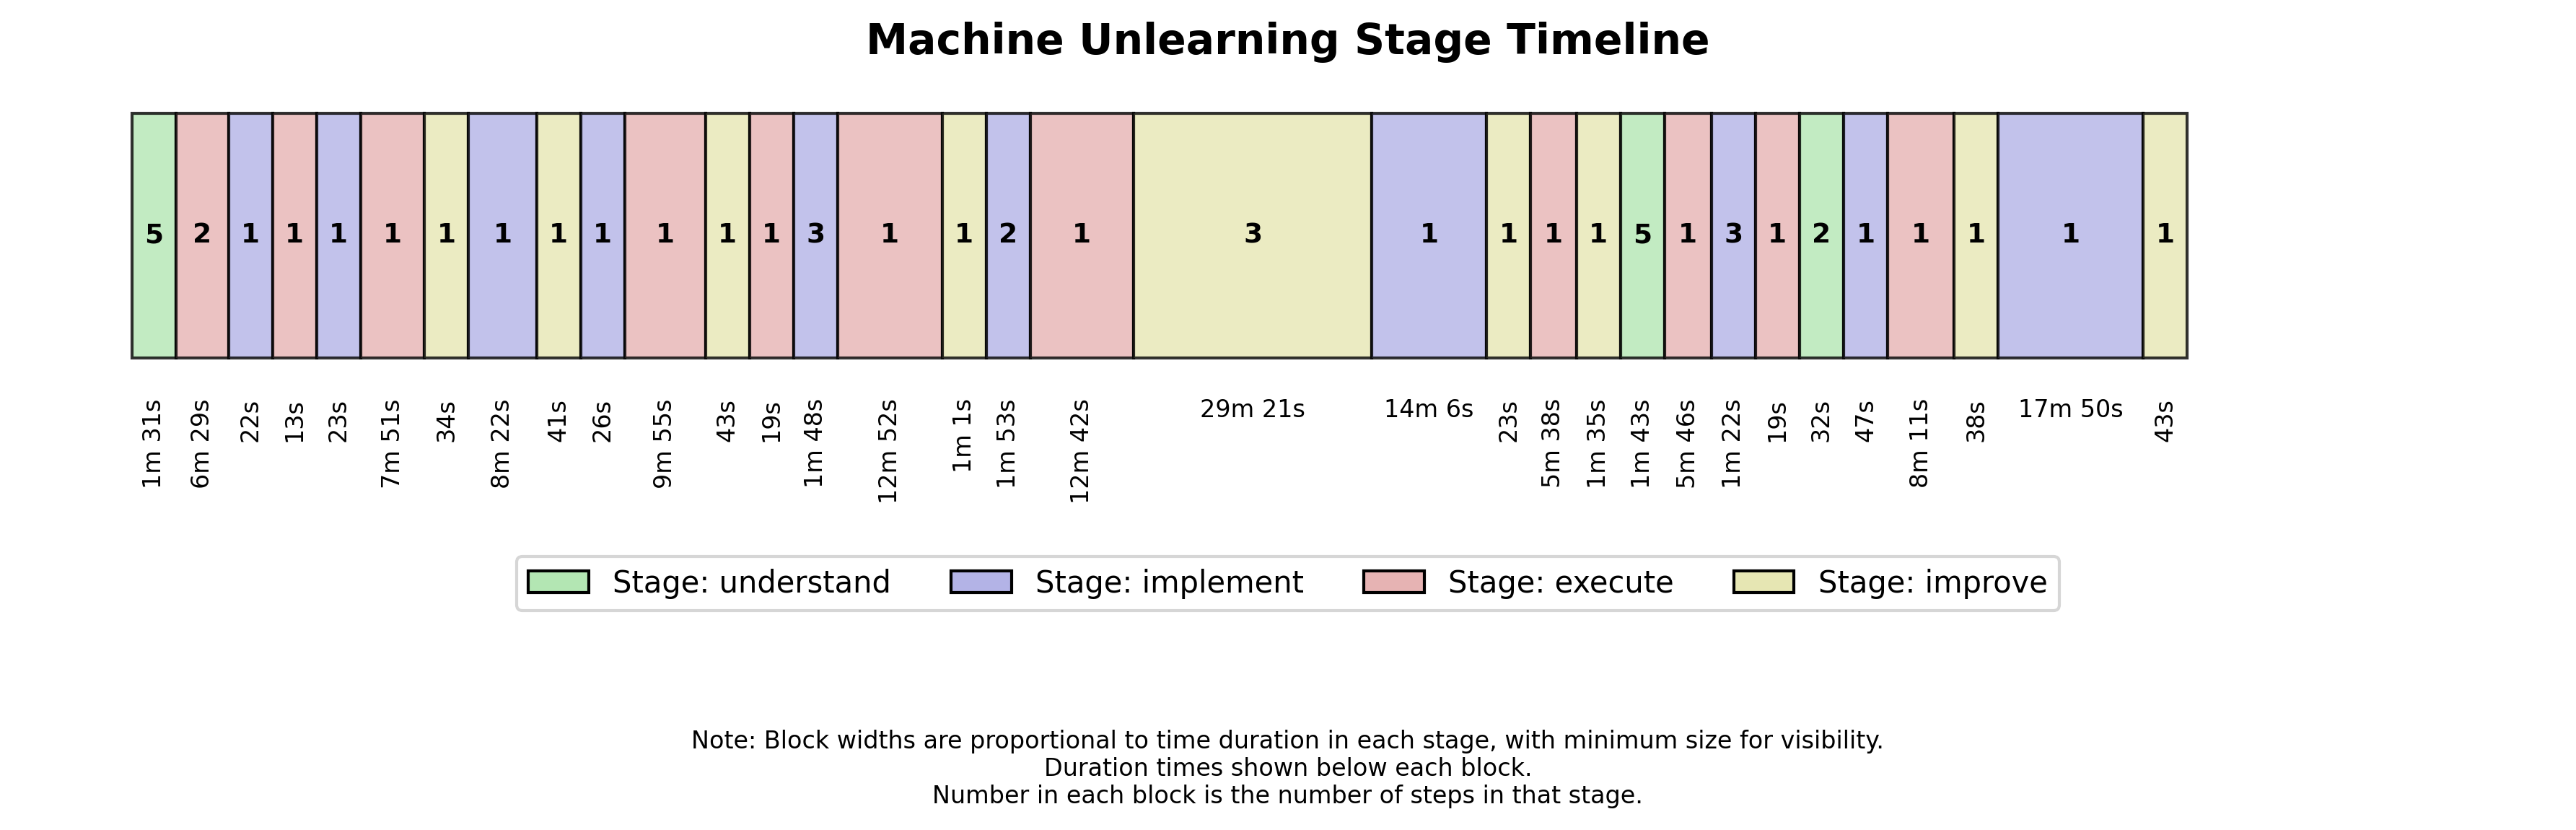 Machine Unlearning Stage Timeline
5 2 1 1 1 1 1 1 1 1 1 1 1 3 1 1 2 1 3 1 1 1 1 5 1 3 1 2 1 1 1 1 1
1m 31s 6m 29s 22s 13s 23s 7m 51s 34s 8m 22s 41s 26s 9m 55s 43s 19s 1m 48s 12m 52s 1m 1s 1m 53s 12m 42s 29m 21s 14m 6s 23s 5m 38s 1m 35s 1m 43s 5m 46s 1m 22s 19s 32s 47s 8m 11s 38s 17m 50s 43s
Stage: understand Stage: implement Stage: execute Stage: improve
Note: Block widths are proportional to time duration in each stage, with minimum size for visibility.
Duration times shown below each block.
Number in each block is the number of steps in that stage.